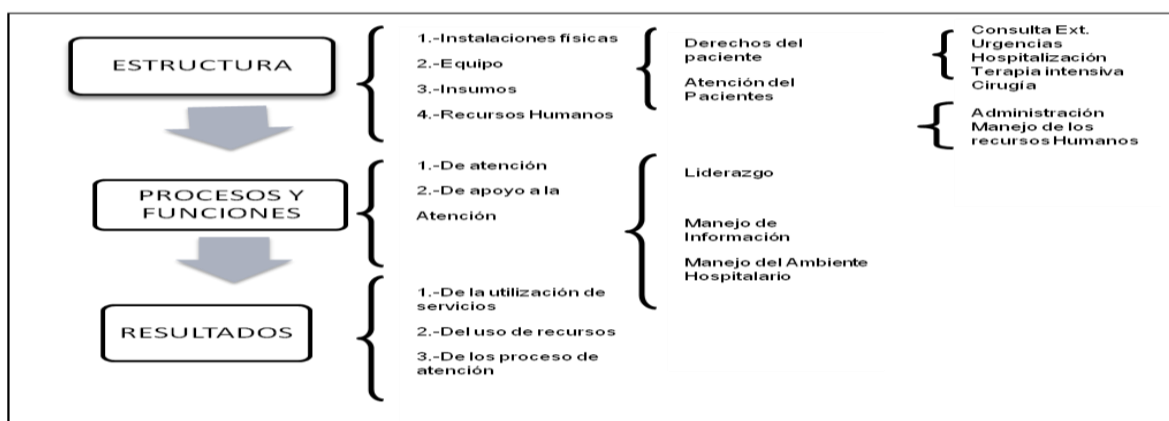 ESTRUCTURA
1.-Instalaciones físicas
2.-Equipo
3.-Insumos
4.-Recursos Humanos
Derechos del
paciente
Atención del
Pacientes
Consulta Ext.
Urgencias
Hospitalización
Terapia intensiva
Cirugía
Administración
Manejo de los
recursos Humanos
PROCESOS Y
FUNCIONES
1.-De atención
2.-De apoyo a la
Atención
Liderazgo
Manejo de
Información
Manejo del Ambiente
Hospitalario
RESULTADOS
1.-De la utilización de
servicios
2.-Del uso de recursos
3.-De los proceso de
atención